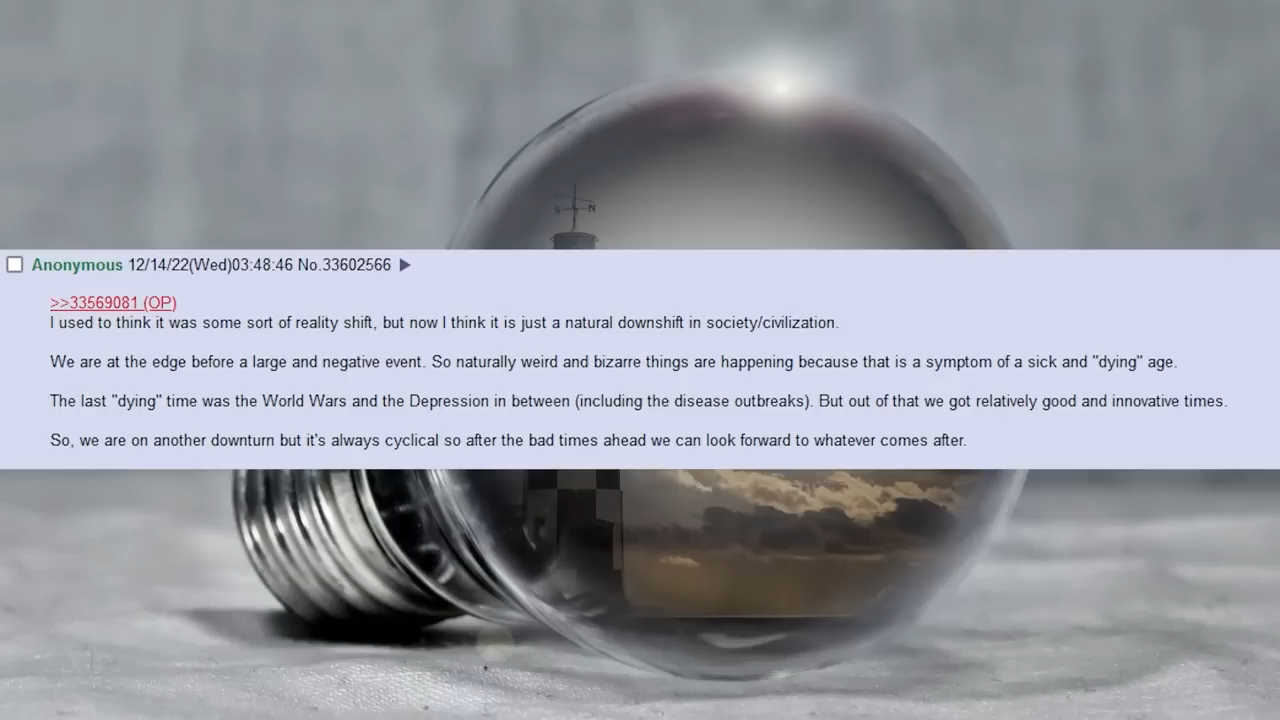 Anonymous 12/14/22(Wed)03:48:46 No.33602566
>>33569081 (OP)
I used to think it was some sort of reality shift, but now I think it is just a natural downshift in society/civilization.
We are at the edge before a large and negative event. So naturally weird and bizarre things are happening because that is a symptom of a sick and "dying" age.
The last "dying" time was the World Wars and the Depression in between (including the disease outbreaks). But out of that we got relatively good and innovative times.
So, we are on another downturn but it's always cyclical so after the bad times ahead we can look forward to whatever comes after.
S N